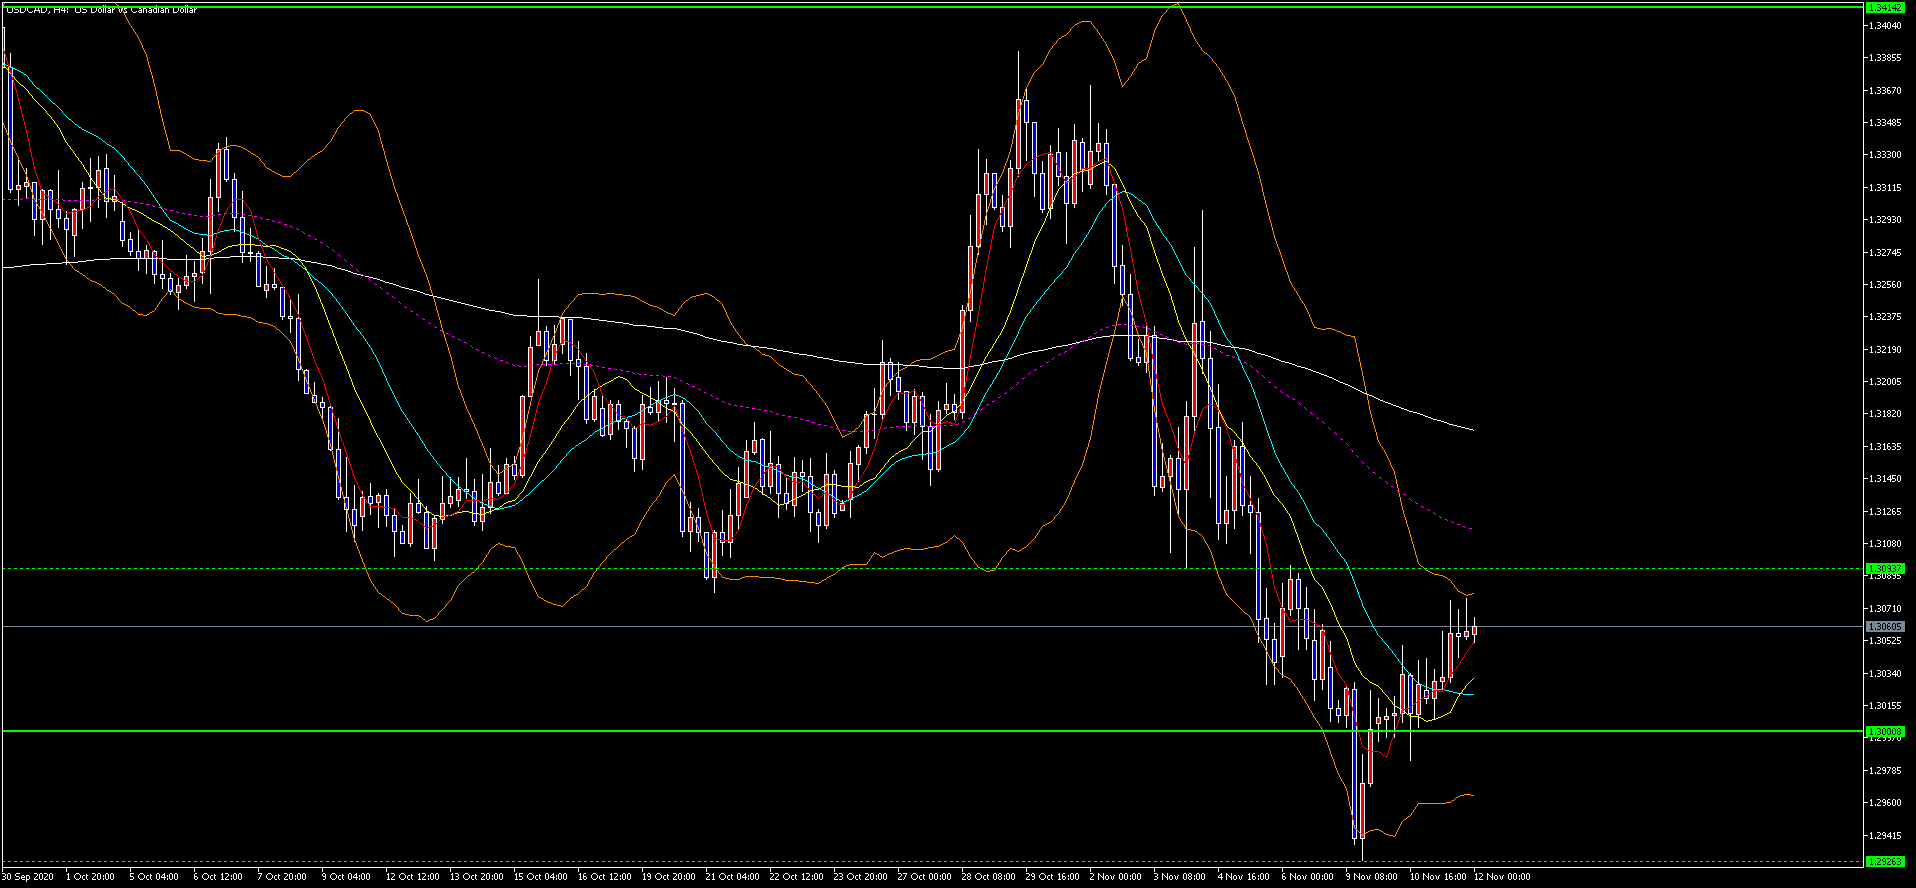 USDCAD, H4: US Dollar vs Canadian Dollar
1.34142
1.34040
1.33855
1.33670
1.33485
1.33300
1.33115
1.32930
1.32745
1.32560
1.32375
1.32190
1.32005
1.31820
1.31635
1.31450
1.31265
1.31080
1.30937
1.30895
1.30710
1.30605
1.30525
1.30340
1.30155
1.30008
1.29970
1.29785
1.29600
1.29415
1.29263
30 Sep 2020
1 Oct 20:00
5 Oct 04:00
6 Oct 12:00
7 Oct 20:00
9 Oct 04:00
12 Oct 12:00
13 Oct 20:00
15 Oct 04:00
16 Oct 12:00
19 Oct 20:00
21 Oct 04:00
22 Oct 12:00
23 Oct 20:00
27 Oct 00:00
28 Oct 08:00
29 Oct 16:00
2 Nov 00:00
3 Nov 08:00
4 Nov 16:00
6 Nov 00:00
9 Nov 08:00
10 Nov 16:00
12 Nov 00:00